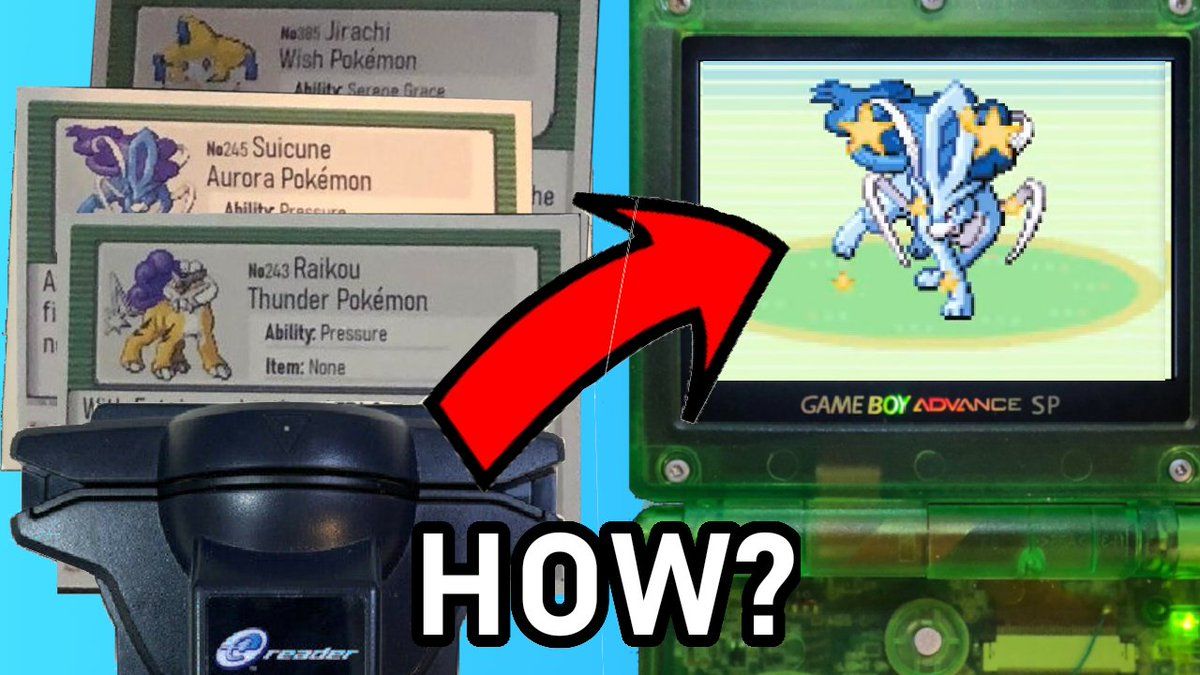 No385 Jirachi
Wish Pokémon
Ability: Serene Grace
he
No245 Suicune
Aurora Pokémon
Ability: Pressure
A
fi
n
No243 Raikou
Thunder Pokémon
Ability: Pressure
Item: None
GAME BOY ADVANCE SP
HOW?
e reader